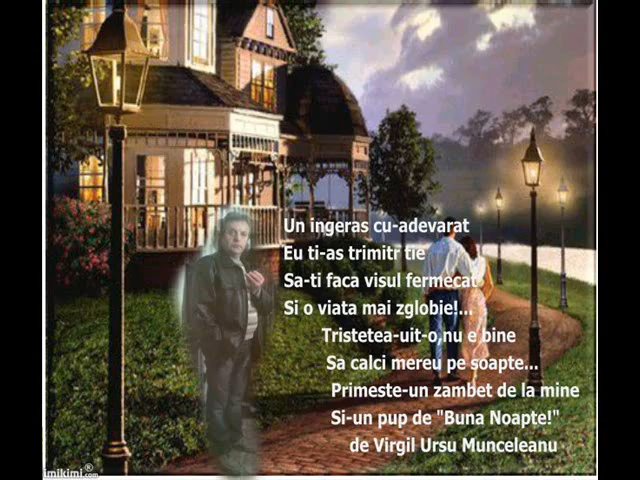 Un ingeras cu-adevarat
Eu ti-as trimitr tie
Sa-ti faca visul fermecat
Si o viata mai zglobie!...
Tristetea-uit-o,nu e bine
Sa calci mereu pe soapte...
Primeste-un zambet de la mine
Si-un pup de "Buna Noapte!"
de Virgil Ursu Munceleanu
imikimi.com®